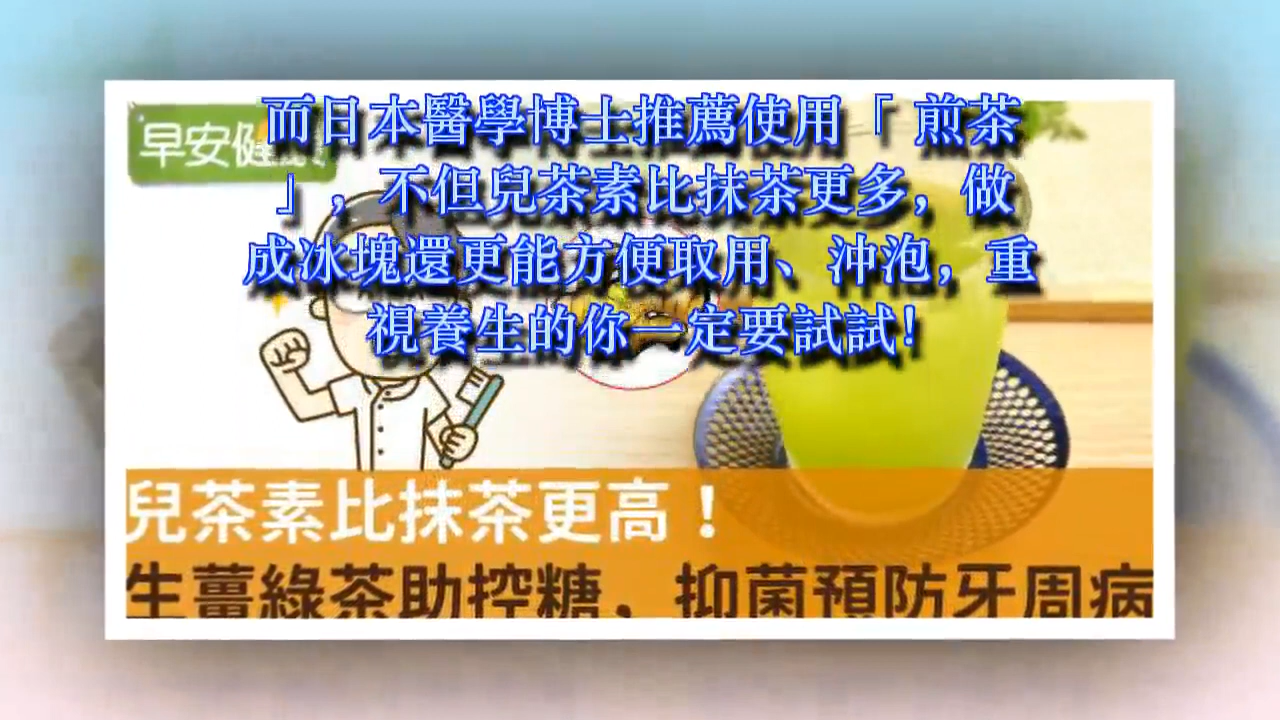 早安健
而日本醫學博士推薦使用「 煎茶
」，不但兒茶素比抹茶更多，做
成冰塊還更能方便取用、沖泡，重
視養生的你一定要試試!
兒茶素比抹茶更高！
生薑綠茶助控糖，抑菌預防牙周病